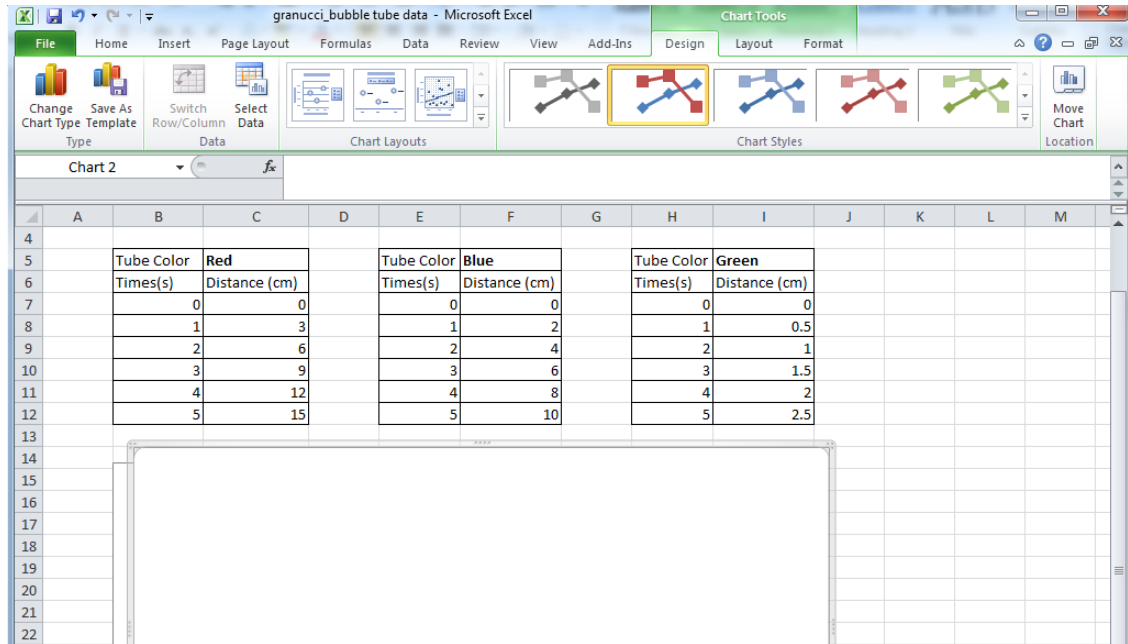 granucci_bubble tube data - Microsoft Excel
Chart Tools
File Home Insert Page Layout Formulas Data Review View Add-Ins Design Layout Format
Change Chart Type
Save As Template
Switch Row/Column
Select Data
Move Chart
Type Data Chart Layouts Chart Styles Location
Chart 2 fx
A B C D E F G H I J K L M
4
5 Tube Color Red Tube Color Blue Tube Color Green
6 Times(s) Distance (cm) Times(s) Distance (cm) Times(s) Distance (cm)
7 0 0 0 0 0 0
8 1 3 1 2 1 0.5
9 2 6 2 4 2 1
10 3 9 3 6 3 1.5
11 4 12 4 8 4 2
12 5 15 5 10 5 2.5
13
14
15
16
17
18
19
20
21
22